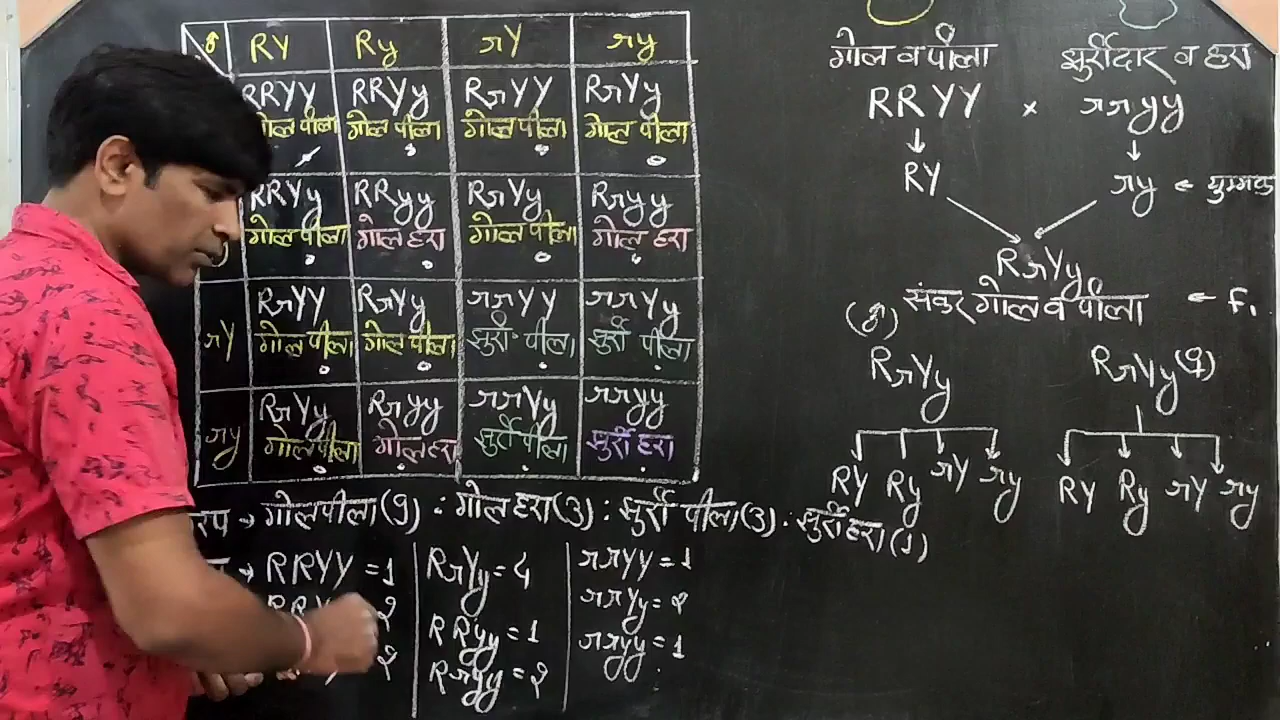 ♂ RY Ry rY ry
RRYY RRYy RrYY RrYy
गोल पीला गोल पीला गोल पीला गोल पीला
RRYy RRyy RrYy Rryy
गोल पीला गोल हरा गोल पीला गोल हरा
rY RrYY RrYy rrYY rrYy
गोल पीला गोल पीला झुर्री पीला झुर्री पीला
ry RrYy Rryy rrYy rryy
गोल पीला गोल हरा झुर्री पीला झुर्री हरा
→ गोल पीला (9) : गोल हरा (3) : झुर्री पीला (3) : झुर्री हरा (1)
→ RRYY = 1 RrYy = 4 rrYY = 1
= 2 RRyy = 1 rrYy = 2
= 2 Rryy = 2 rryy = 1
गोल व पीला झुर्रीदार व हरा
RRYY × rryy
↓ ↓
RY ry ← युग्मक
RrYy
संकर गोल व पीला ← F₁
(♂)
RrYy RrYy (♀)
RY Ry rY ry RY Ry rY ry